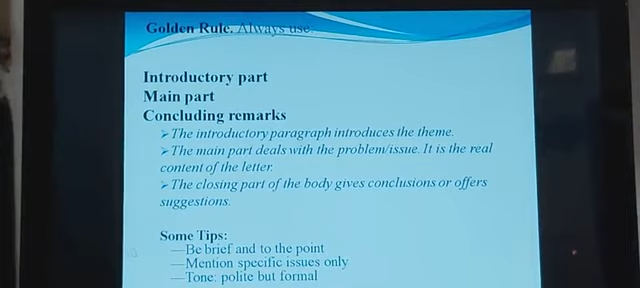 Golden Rule. Always use.
Introductory part
Main part
Concluding remarks
➢The introductory paragraph introduces the theme.
➢The main part deals with the problem/issue. It is the real
content of the letter.
➢The closing part of the body gives conclusions or offers
suggestions.
Some Tips:
—Be brief and to the point
—Mention specific issues only
—Tone: polite but formal